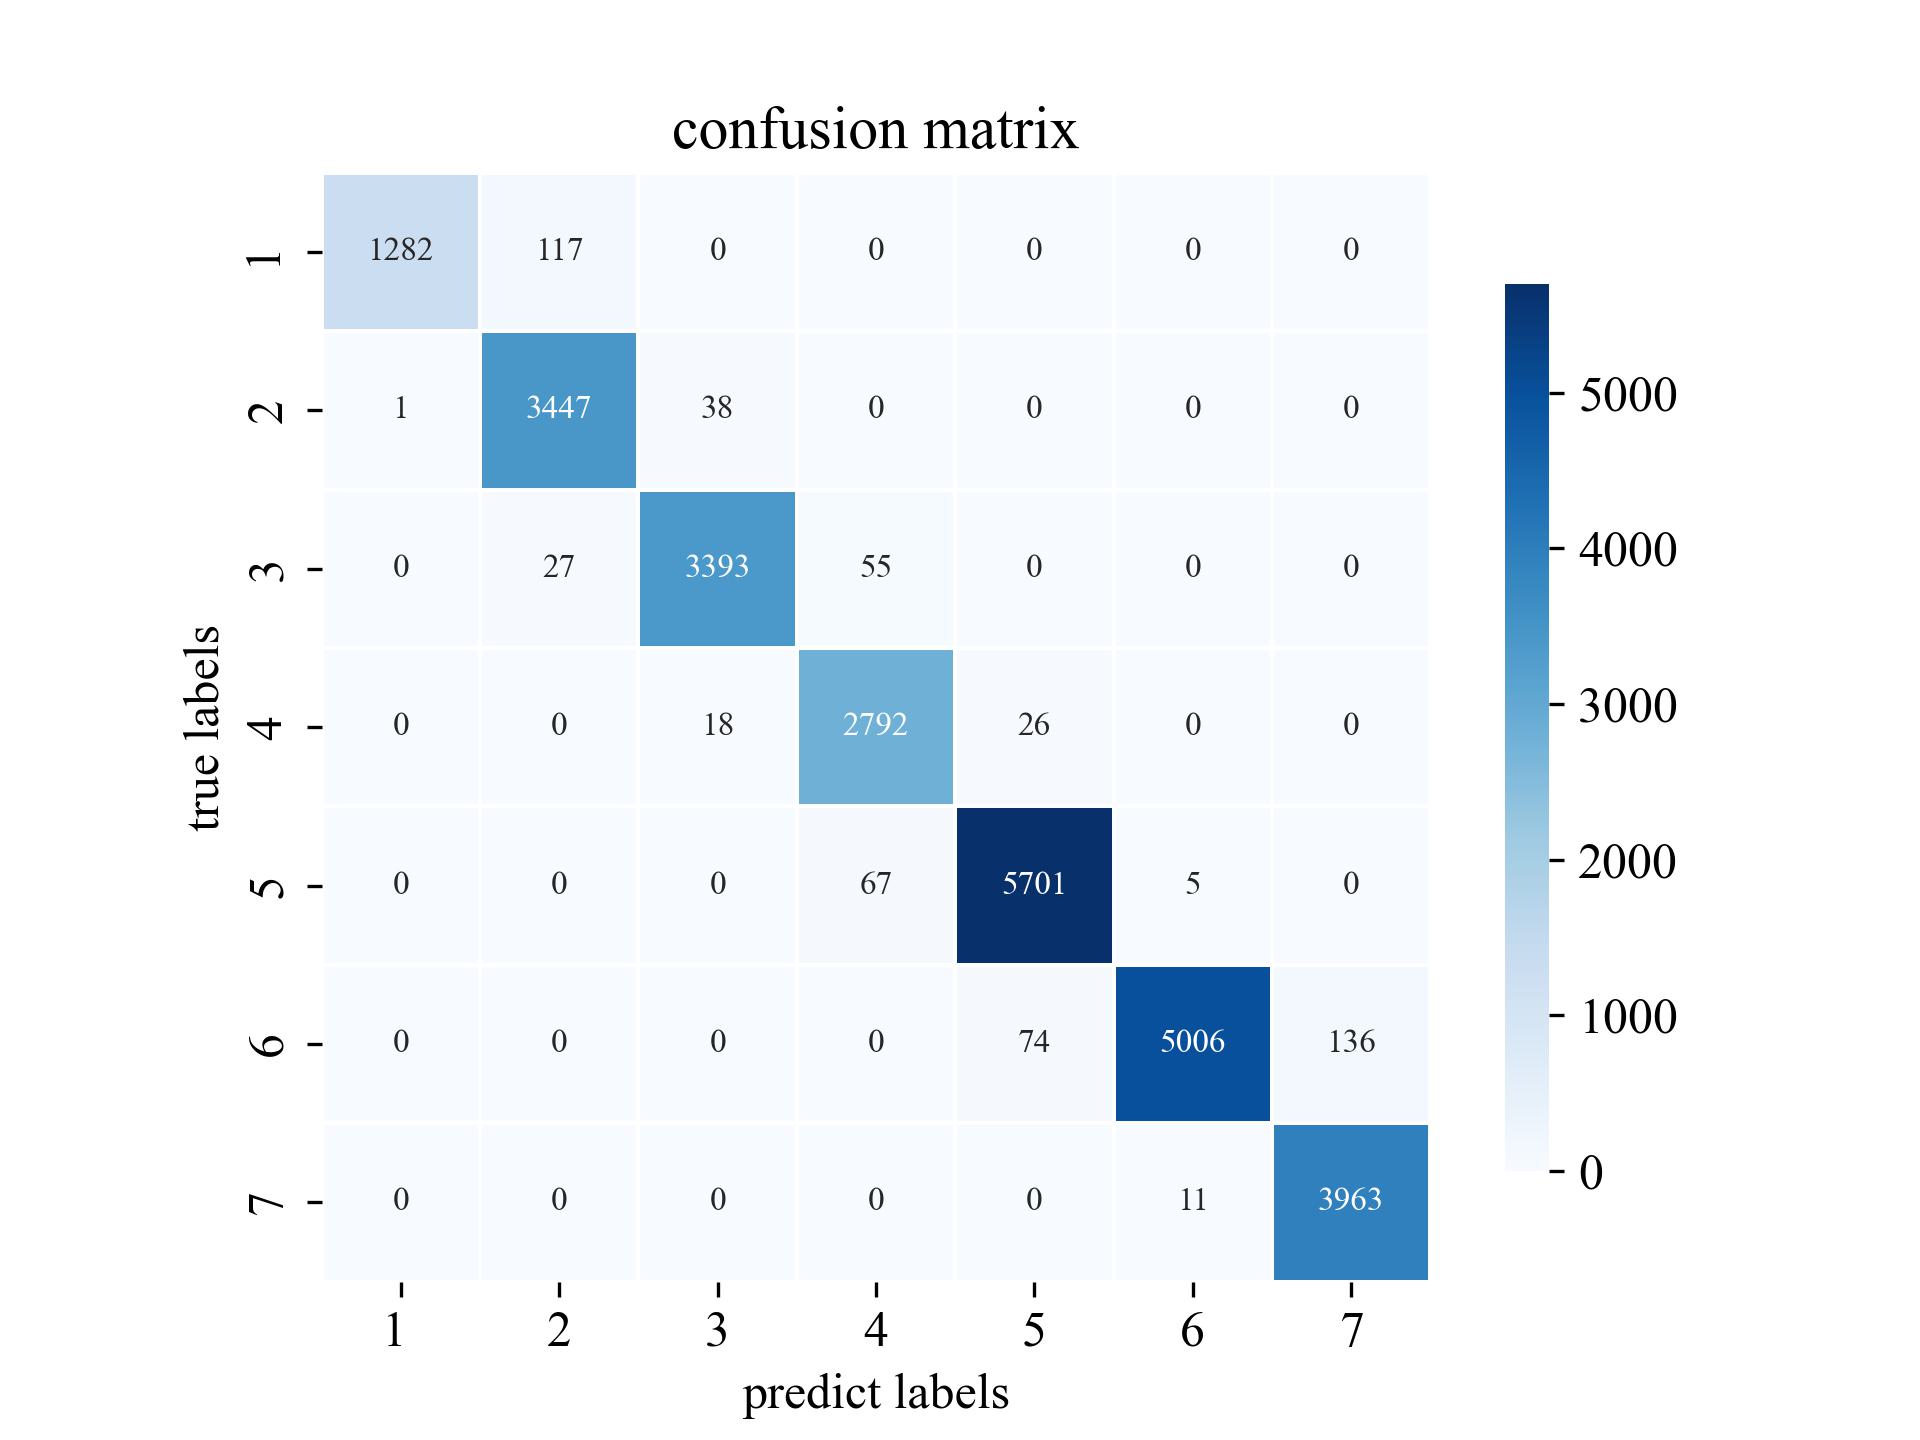 confusion matrix
1 1282 117 0 0 0 0 0
2 1 3447 38 0 0 0 0
3 0 27 3393 55 0 0 0
4 0 0 18 2792 26 0 0
5 0 0 0 67 5701 5 0
6 0 0 0 0 74 5006 136
7 0 0 0 0 0 11 3963
1 2 3 4 5 6 7
predict labels
true labels
5000
4000
3000
2000
1000
0